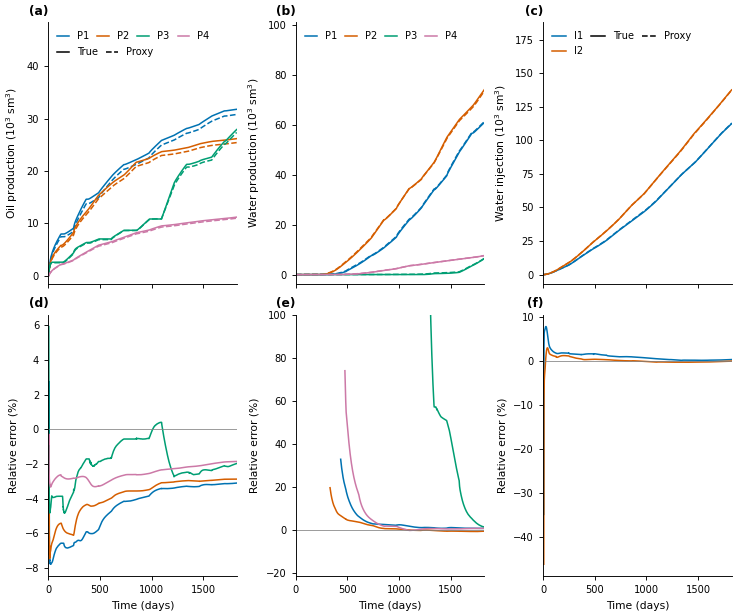 (a)
P1 P2 P3 P4
True Proxy
Oil production (10³ sm³)
40
30
20
10
0
(b)
P1 P2 P3 P4
Water production (10³ sm³)
100
80
60
40
20
0
(c)
I1 True Proxy
I2
Water injection (10³ sm³)
175
150
125
100
75
50
25
0
(d)
Relative error (%)
6
4
2
0
−2
−4
−6
−8
0 500 1000 1500
Time (days)
(e)
Relative error (%)
100
80
60
40
20
0
−20
0 500 1000 1500
Time (days)
(f)
Relative error (%)
10
0
−10
−20
−30
−40
0 500 1000 1500
Time (days)